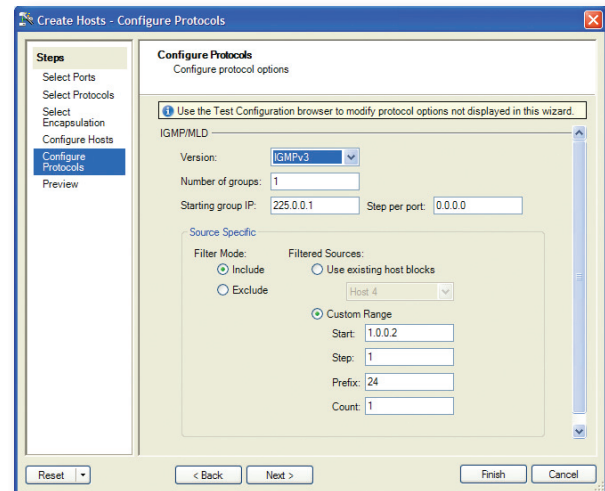 Create Hosts - Configure Protocols
Steps
Select Ports
Select Protocols
Select
Encapsulation
Configure Hosts
Configure
Protocols
Preview
Configure Protocols
Configure protocol options
Use the Test Configuration browser to modify protocol options not displayed in this wizard.
IGMP/MLD
Version: IGMPv3
Number of groups: 1
Starting group IP: 225.0.0.1 Step per port: 0.0.0.0
Source Specific
Filter Mode: Filtered Sources:
Include Use existing host blocks
Exclude Host 4
Custom Range
Start: 1.0.0.2
Step: 1
Prefix: 24
Count: 1
Reset < Back Next > Finish Cancel